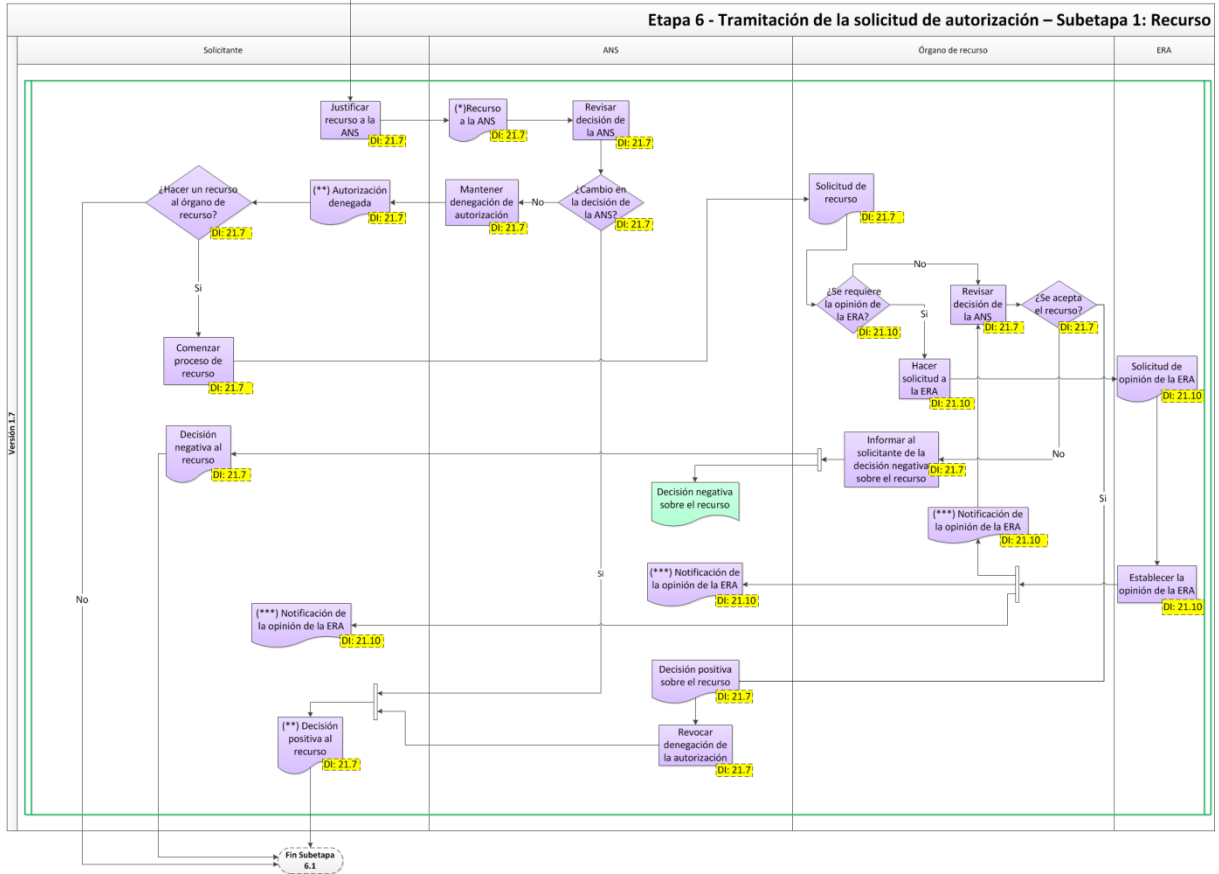 Etapa 6 - Tramitación de la solicitud de autorización – Subetapa 1: Recurso
Solicitante
ANS
Órgano de recurso
ERA
Versión 1.7
Justificar
recurso a la
ANS
DI: 21.7
(*)Recurso
a la ANS
DI: 21.7
Revisar
decisión de
la ANS
DI: 21.7
¿Hacer un recurso
al órgano de
recurso?
DI: 21.7
(**) Autorización
denegada
DI: 21.7
Mantener
denegación de
autorización
DI: 21.7
No
¿Cambio en
la decisión de
la ANS?
DI: 21.7
Solicitud de
recurso
DI: 21.7
No
¿Se requiere
la opinión de
la ERA?
DI: 21.10
Si
Revisar
decisión de
la ANS
DI: 21.7
¿Se acepta
el recurso?
DI: 21.7
Si
Comenzar
proceso de
recurso
DI: 21.7
Hacer
solicitud a
la ERA
DI: 21.10
Solicitud de
opinión de la ERA
DI: 21.10
Decisión
negativa al
recurso
DI: 21.7
Informar al
solicitante de la
decisión negativa
sobre el recurso
DI: 21.7
No
Decisión negativa
sobre el recurso
Si
(***) Notificación de
la opinión de la ERA
DI: 21.10
Si
(***) Notificación de
la opinión de la ERA
DI: 21.10
Establecer la
opinión de la ERA
DI: 21.10
No
(***) Notificación de
la opinión de la ERA
DI: 21.10
Decisión positiva
sobre el recurso
DI: 21.7
(**) Decisión
positiva al
recurso
DI: 21.7
Revocar
denegación de
la autorización
DI: 21.7
Fin Subetapa
6.1